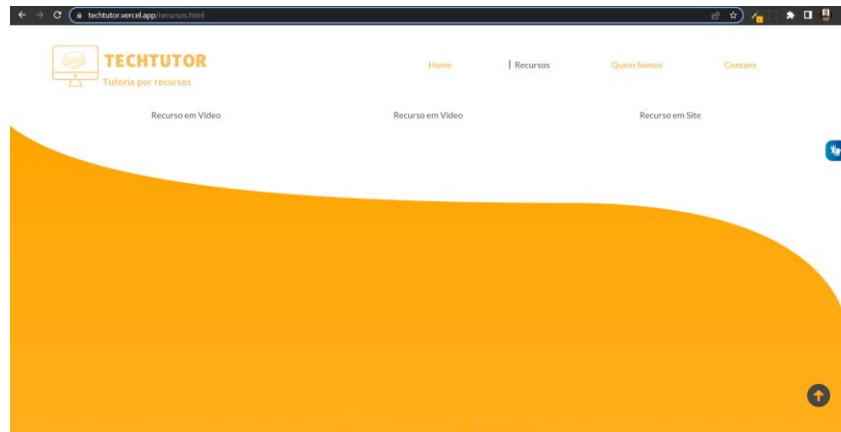 techtutor.vercel.app/recursos.html
TECHTUTOR
Tutoria por recursos
Home
Recursos
Quem Somos
Contato
Recurso em Vídeo
Recurso em Vídeo
Recurso em Site